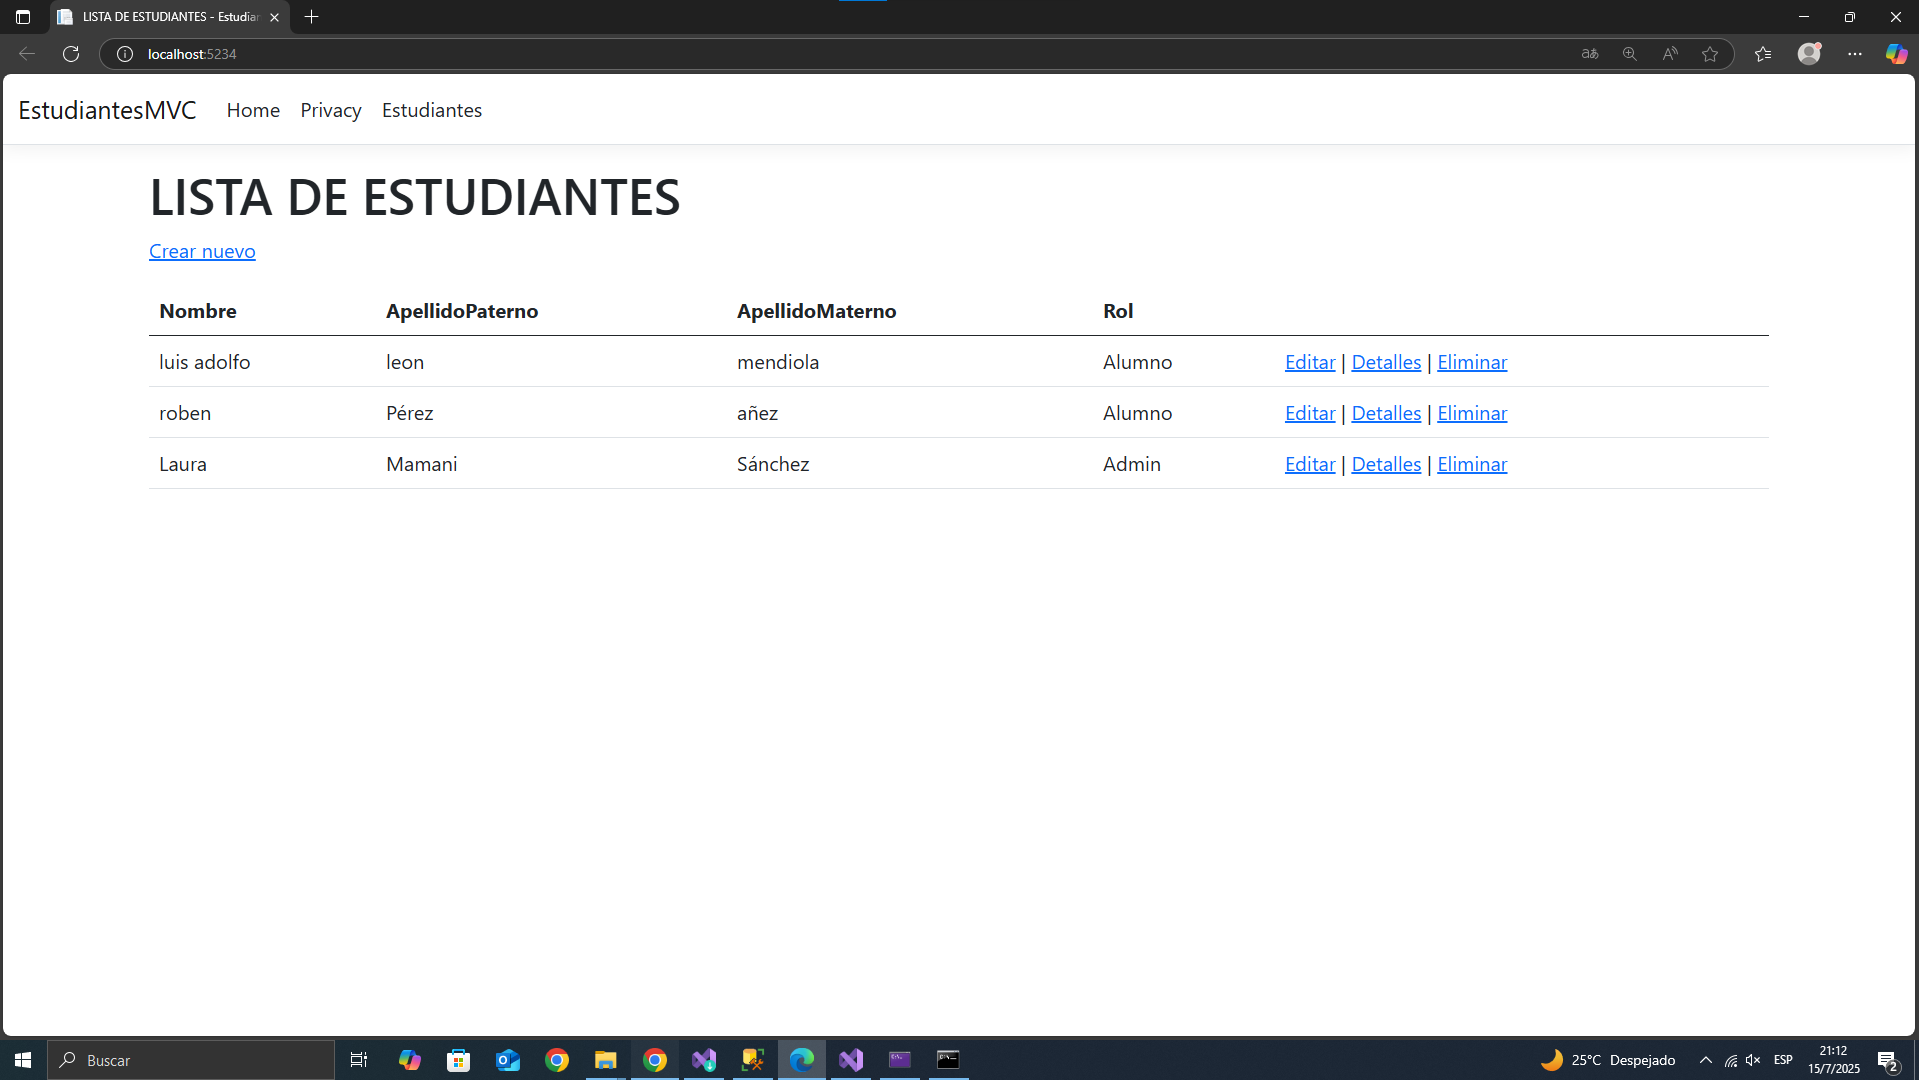 LISTA DE ESTUDIANTES - Estudian
localhost:5234
EstudiantesMVC Home Privacy Estudiantes
LISTA DE ESTUDIANTES
Crear nuevo
Nombre ApellidoPaterno ApellidoMaterno Rol
luis adolfo leon mendiola Alumno Editar | Detalles | Eliminar
roben Pérez añez Alumno Editar | Detalles | Eliminar
Laura Mamani Sánchez Admin Editar | Detalles | Eliminar
Buscar
25°C Despejado
ESP
21:12
15/7/2025
2